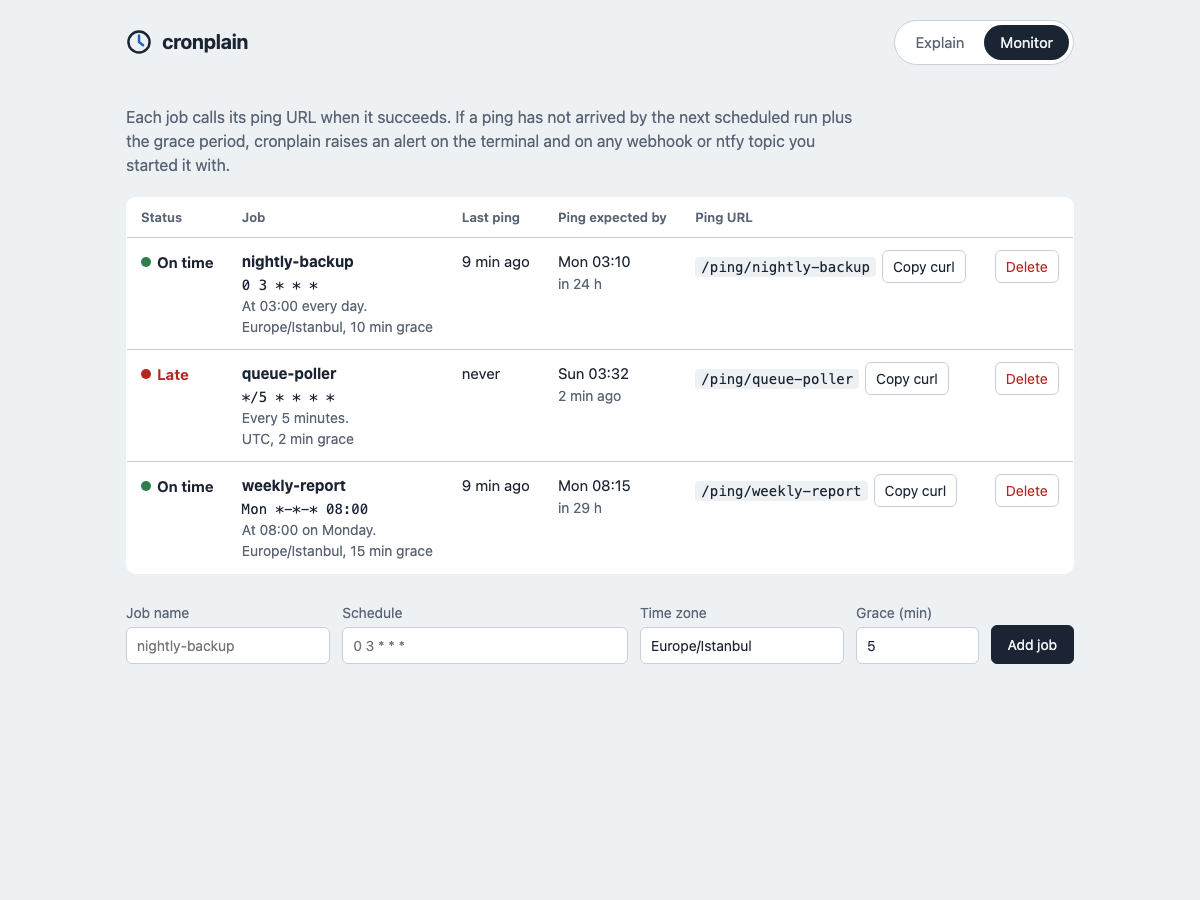 cronplain
Explain Monitor
Each job calls its ping URL when it succeeds. If a ping has not arrived by the next scheduled run plus
the grace period, cronplain raises an alert on the terminal and on any webhook or ntfy topic you
started it with.
Status Job Last ping Ping expected by Ping URL
On time nightly-backup 9 min ago Mon 03:10 /ping/nightly-backup Copy curl Delete
0 3 * * * in 24 h
At 03:00 every day.
Europe/Istanbul, 10 min grace
Late queue-poller never Sun 03:32 /ping/queue-poller Copy curl Delete
*/5 * * * * 2 min ago
Every 5 minutes.
UTC, 2 min grace
On time weekly-report 9 min ago Mon 08:15 /ping/weekly-report Copy curl Delete
Mon *-*-* 08:00 in 29 h
At 08:00 on Monday.
Europe/Istanbul, 15 min grace
Job name Schedule Time zone Grace (min)
nightly-backup 0 3 * * * Europe/Istanbul 5 Add job